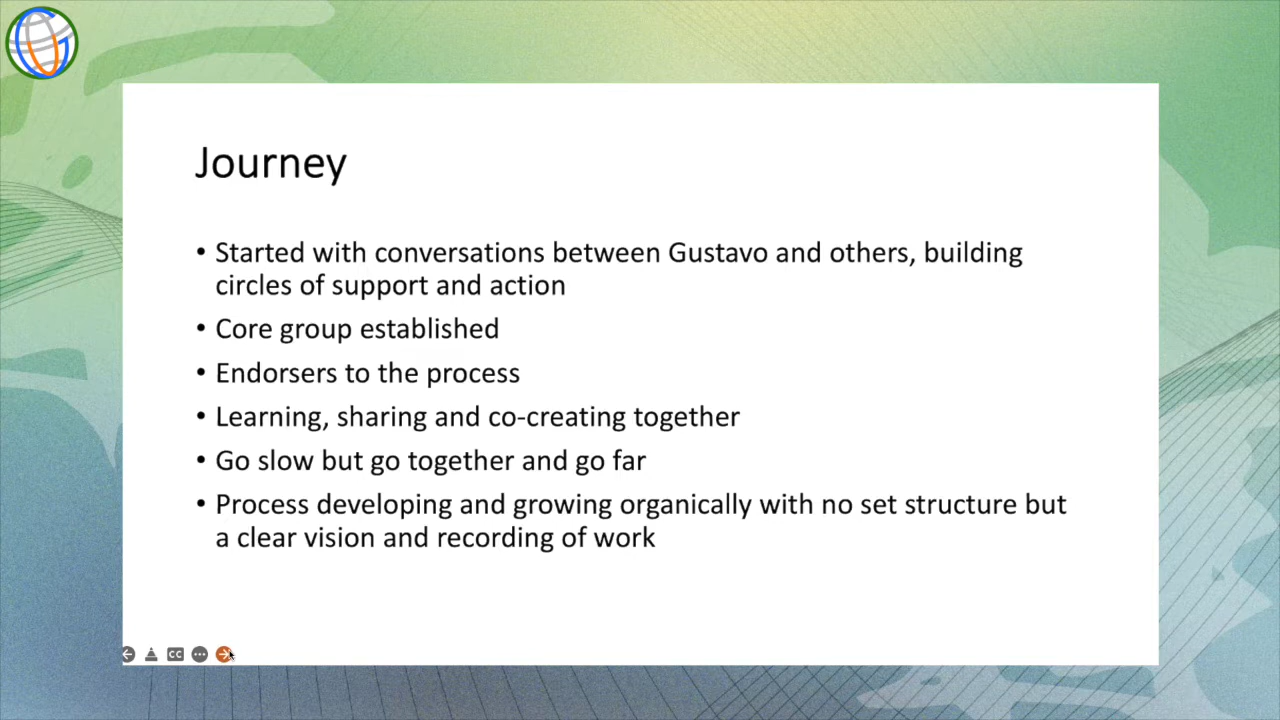 Journey
• Started with conversations between Gustavo and others, building
circles of support and action
• Core group established
• Endorsers to the process
• Learning, sharing and co-creating together
• Go slow but go together and go far
• Process developing and growing organically with no set structure but
a clear vision and recording of work
CC